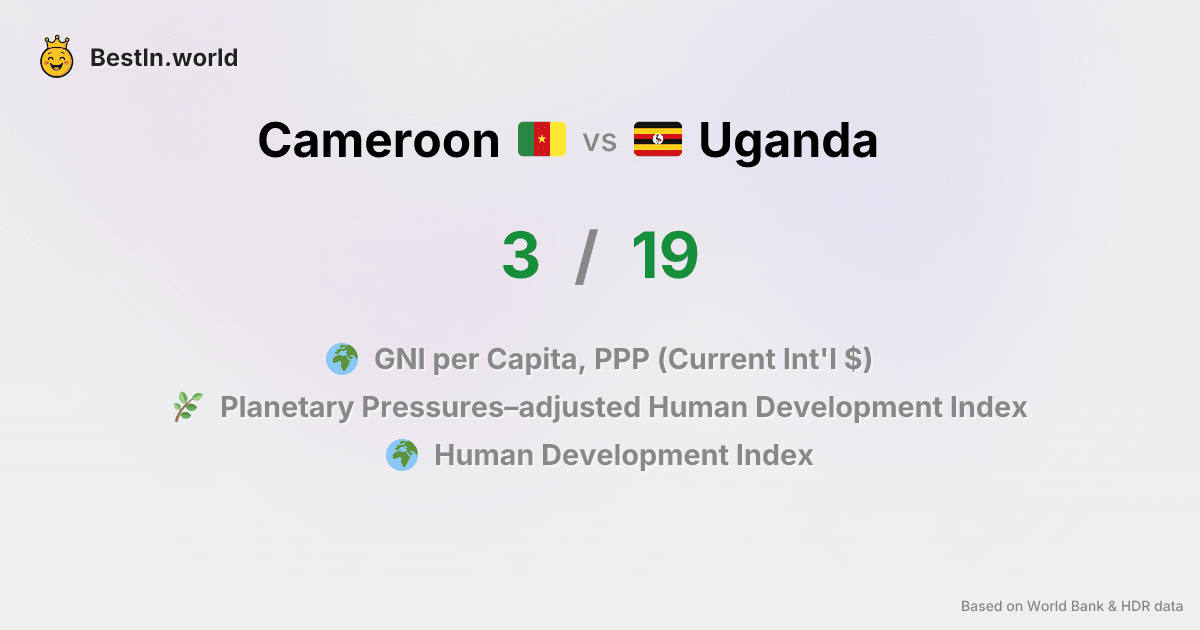 BestIn.world
Cameroon vs Uganda
3 / 19
GNI per Capita, PPP (Current Int'l $)
Planetary Pressures–adjusted Human Development Index
Human Development Index
Based on World Bank & HDR data